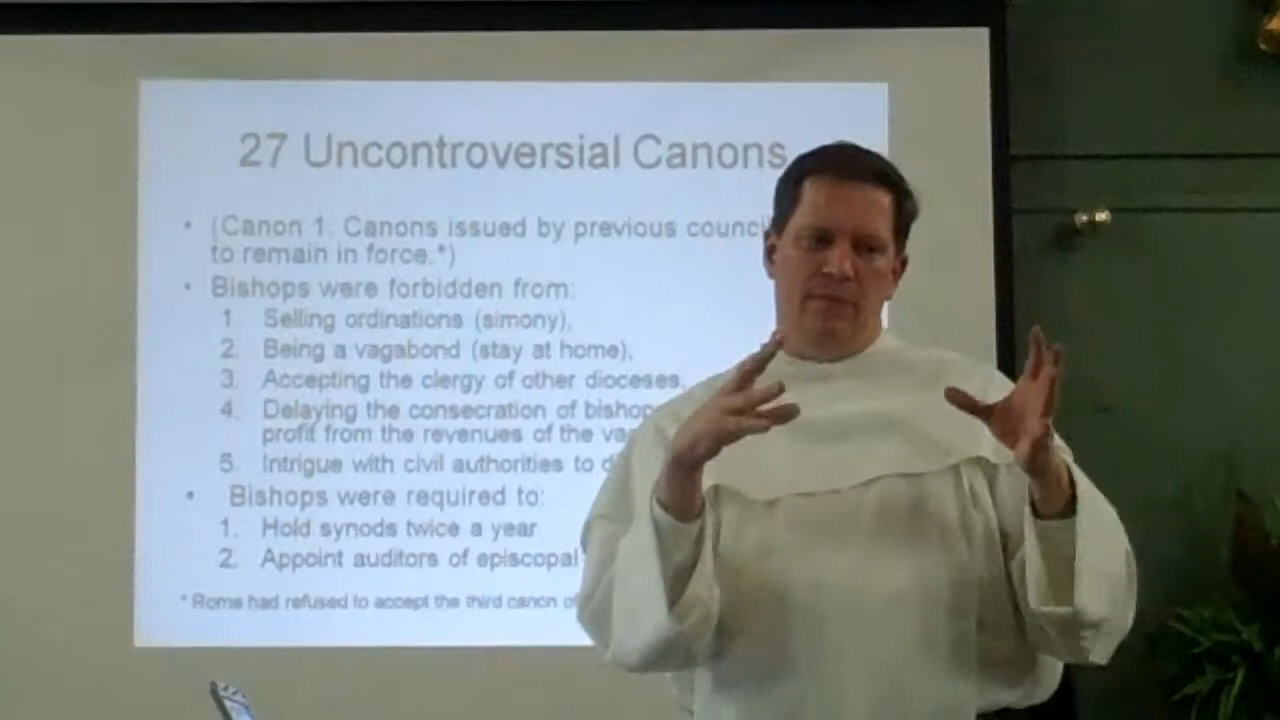 27 Uncontroversial Canons
• (Canon 1: Canons issued by previous
to remain in force.*)
• Bishops were forbidden from:
1. Selling ordinations (simony),
2. Being a vagabond (stay at home),
3. Accepting the clergy of other dioceses,
4. Delaying the consecration of
profit from the revenues of the
5. Intrigue with civil authorities to
• Bishops were required to:
1. Hold synods twice a year
2. Appoint auditors of episcopal
* Rome had refused to accept the third canon